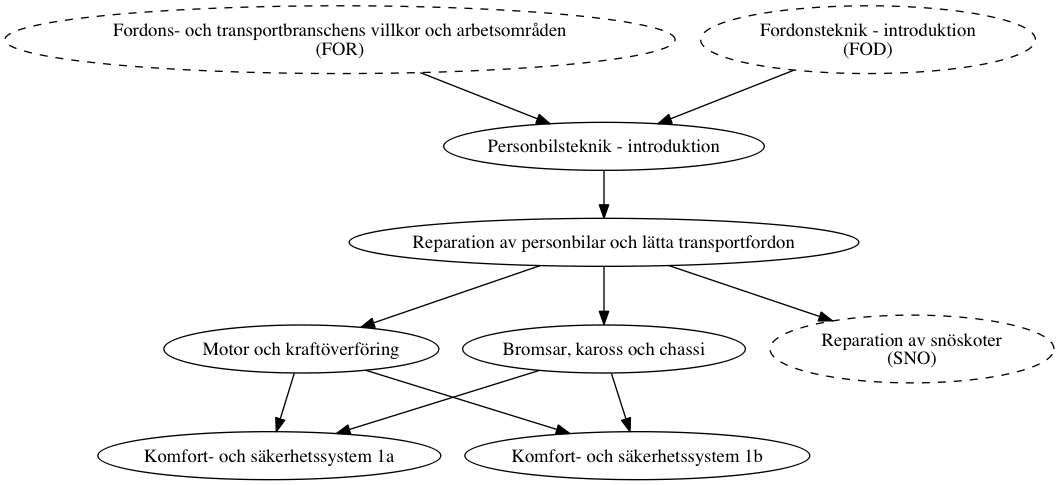 Fordons- och transportbranschens villkor och arbetsområden
(FOR)
Fordonsteknik - introduktion
(FOD)
Personbilsteknik - introduktion
Reparation av personbilar och lätta transportfordon
Motor och kraftöverföring
Bromsar, kaross och chassi
Reparation av snöskoter
(SNO)
Komfort- och säkerhetssystem 1a
Komfort- och säkerhetssystem 1b